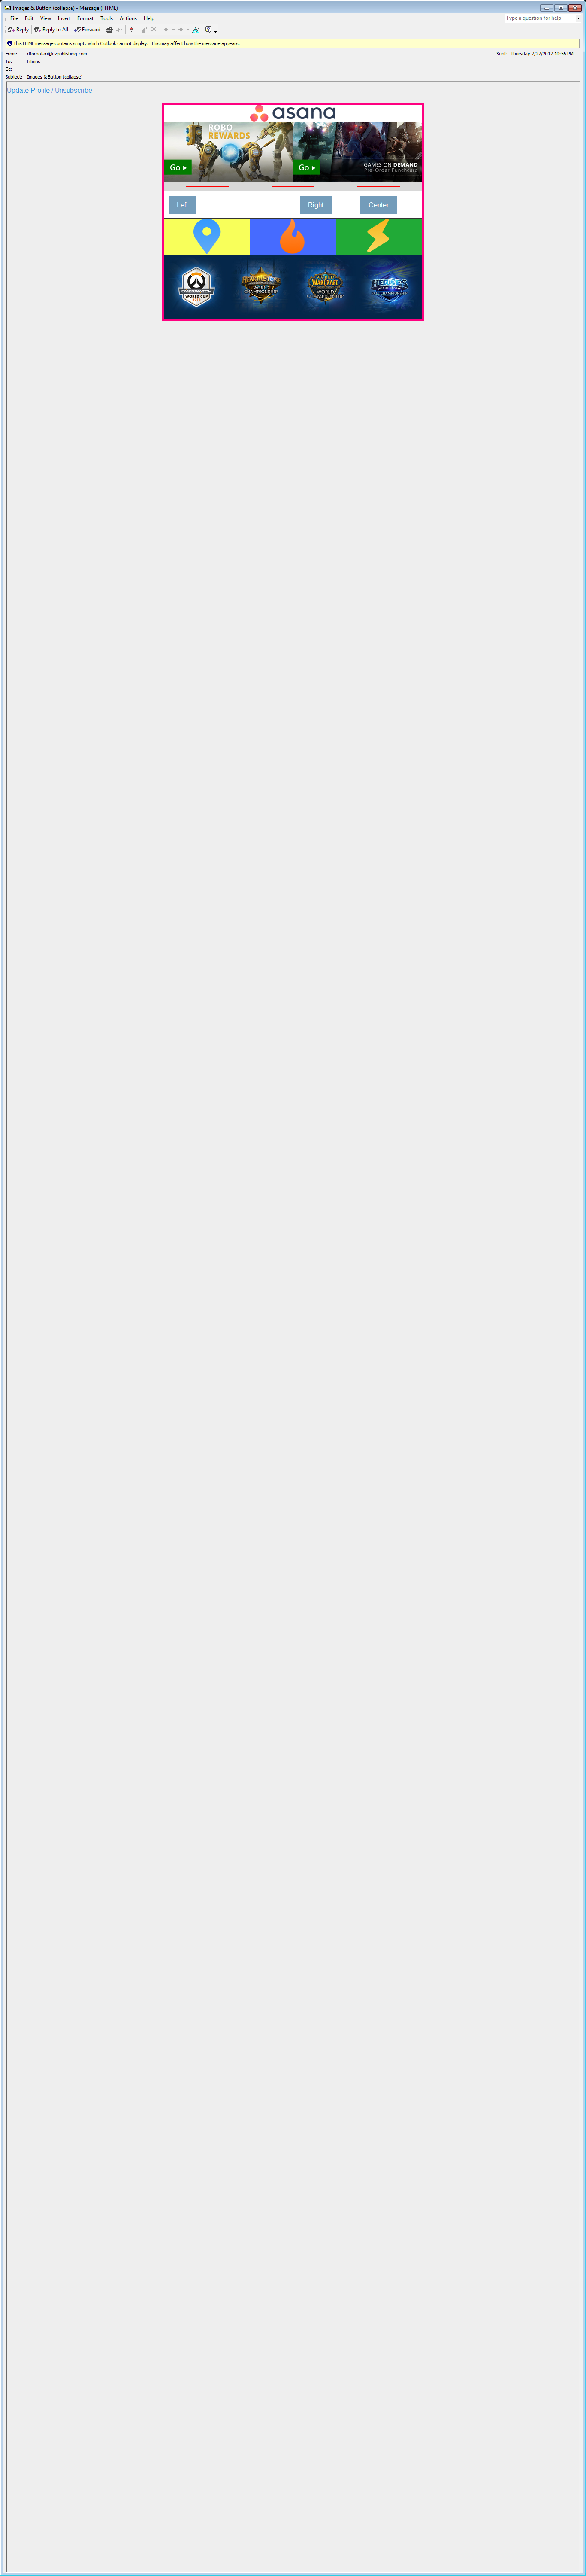 Images & Button (collapse) - Message (HTML)
File Edit View Insert Format Tools Actions Help
Type a question for help
Reply Reply to All Forward
This HTML message contains script, which Outlook cannot display. This may affect how the message appears.
From: dforootan@ezpublishing.com
Sent: Thursday 7/27/2017 10:56 PM
To: Litmus
Cc:
Subject: Images & Button (collapse)
Update Profile / Unsubscribe
asana
ROBO
REWARDS
Go
Go
GAMES ON DEMAND
Pre-Order Punchcard
Left
Right
Center
OVERWATCH
WORLD CUP
HEARTHSTONE
WORLD
CHAMPIONSHIP
WORLD OF
WARCRAFT
WORLD
CHAMPIONSHIP
HEROES
OF THE STORM
CHAMPIONSHIP